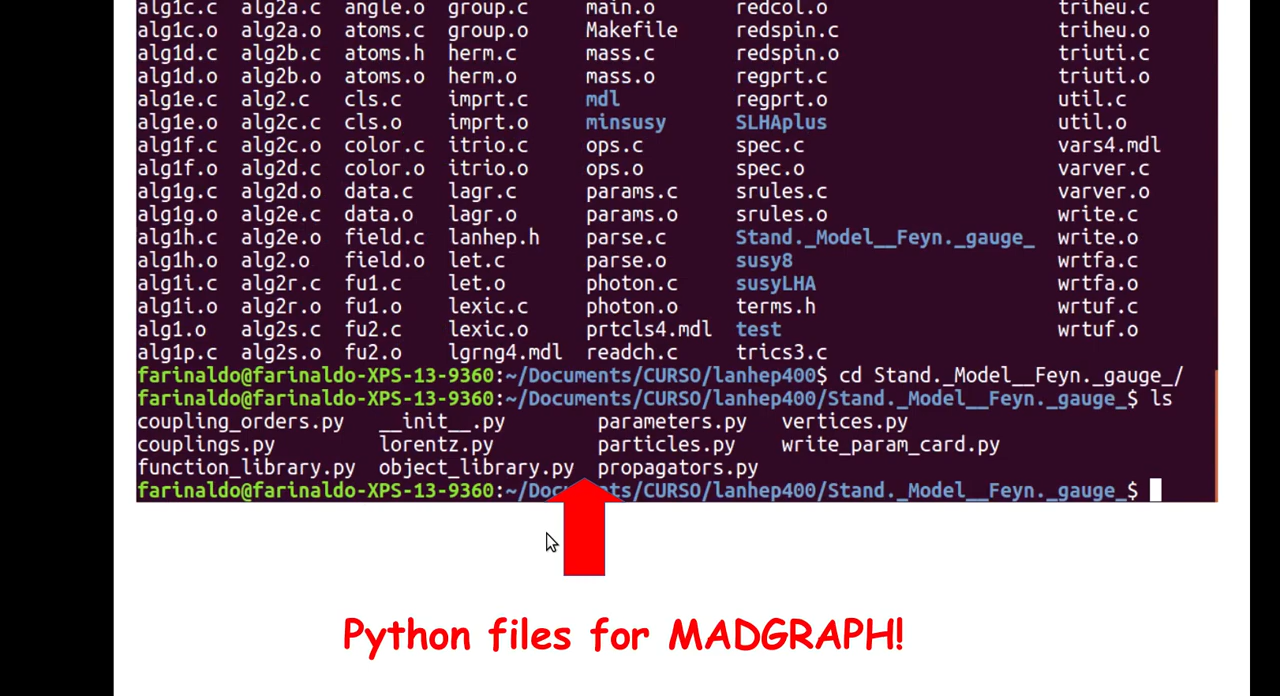 alg1c.c alg2a.c angle.o group.c main.o redcol.o triheu.c
alg1c.o alg2a.o atoms.c group.o Makefile redspin.c triheu.o
alg1d.c alg2b.c atoms.h herm.c mass.c redspin.o triuti.c
alg1d.o alg2b.o atoms.o herm.o mass.o regprt.c triuti.o
alg1e.c alg2.c cls.c imprt.c mdl regprt.o util.c
alg1e.o alg2c.c cls.o imprt.o minsusy SLHAplus util.o
alg1f.c alg2c.o color.c itrio.c ops.c spec.c vars4.mdl
alg1f.o alg2d.c color.o itrio.o ops.o spec.o varver.c
alg1g.c alg2d.o data.c lagr.c params.c srules.c varver.o
alg1g.o alg2e.c data.o lagr.o params.o srules.o write.c
alg1h.c alg2e.o field.c lanhep.h parse.c Stand._Model__Feyn._gauge_ write.o
alg1h.o alg2.o field.o let.c parse.o susy8 wrtfa.c
alg1i.c alg2r.c fu1.c let.o photon.c susyLHA wrtfa.o
alg1i.o alg2r.o fu1.o lexic.c photon.o terms.h wrtuf.c
alg1.o alg2s.c fu2.c lexic.o prtcls4.mdl test wrtuf.o
alg1p.c alg2s.o fu2.o lgrng4.mdl readch.c trics3.c
farinaldo@farinaldo-XPS-13-9360:~/Documents/CURSO/lanhep400$ cd Stand._Model__Feyn._gauge_/
farinaldo@farinaldo-XPS-13-9360:~/Documents/CURSO/lanhep400/Stand._Model__Feyn._gauge_$ ls
coupling_orders.py __init__.py parameters.py vertices.py
couplings.py lorentz.py particles.py write_param_card.py
function_library.py object_library.py propagators.py
farinaldo@farinaldo-XPS-13-9360:~/Documents/CURSO/lanhep400/Stand._Model__Feyn._gauge_$
Python files for MADGRAPH!